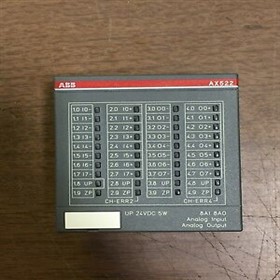 ABB
AX522
1.0 I0- 2.0 I0+ 3.0 O0- 4.0 O0+
1.1 I1- 2.1 I1+ 3.1 O1- 4.1 O1+
1.2 I2- 2.2 I2+ 3.2 O2- 4.2 O2+
1.3 I3- 2.3 I3+ 3.3 O3- 4.3 O3+
1.4 I4- 2.4 I4+ 3.4 O4- 4.4 O4+
1.5 I5- 2.5 I5+ 3.5 O5- 4.5 O5+
1.6 I6- 2.6 I6+ 3.6 O6- 4.6 O6+
1.7 I7- 2.7 I7+ 3.7 O7- 4.7 O7+
1.8 UP 2.8 UP 3.8 UP 4.8 UP
1.9 ZP 2.9 ZP 3.9 ZP 4.9 ZP
CH-ERR2 CH-ERR4
UP 24VDC 5W 8AI 8AO
Analog Input
Analog Output